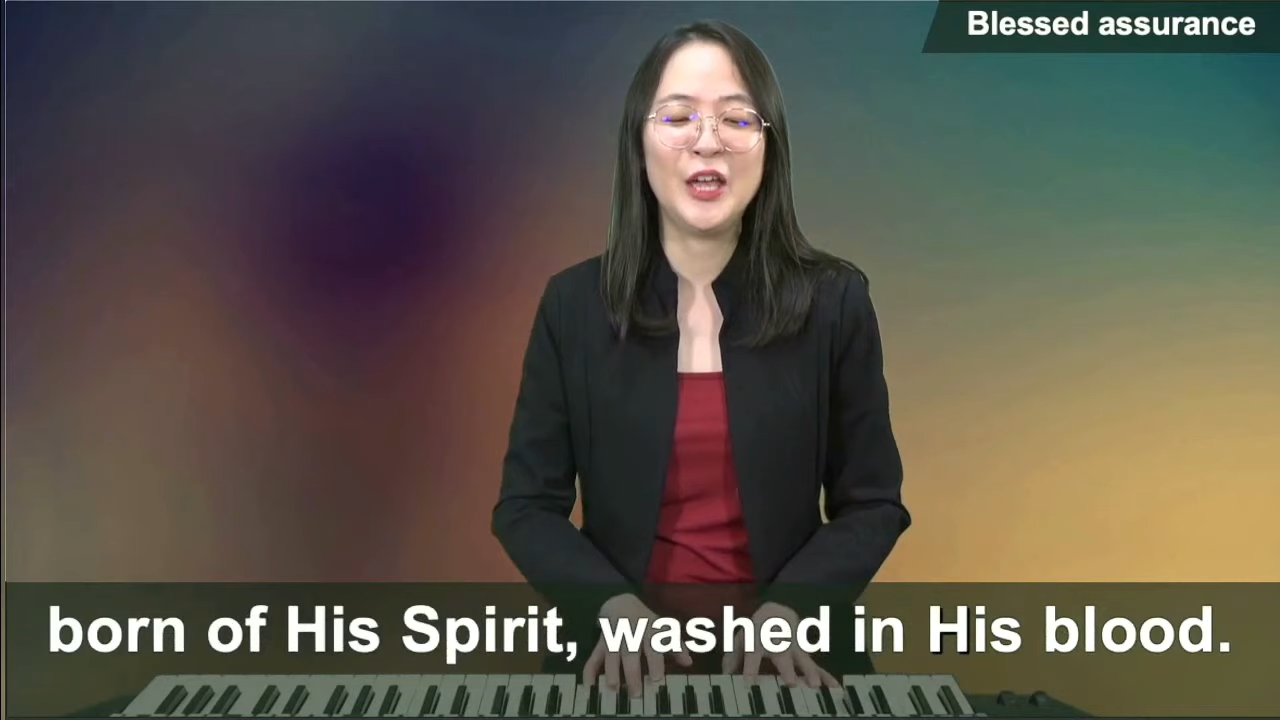 Blessed assurance
born of His Spirit, washed in His blood.